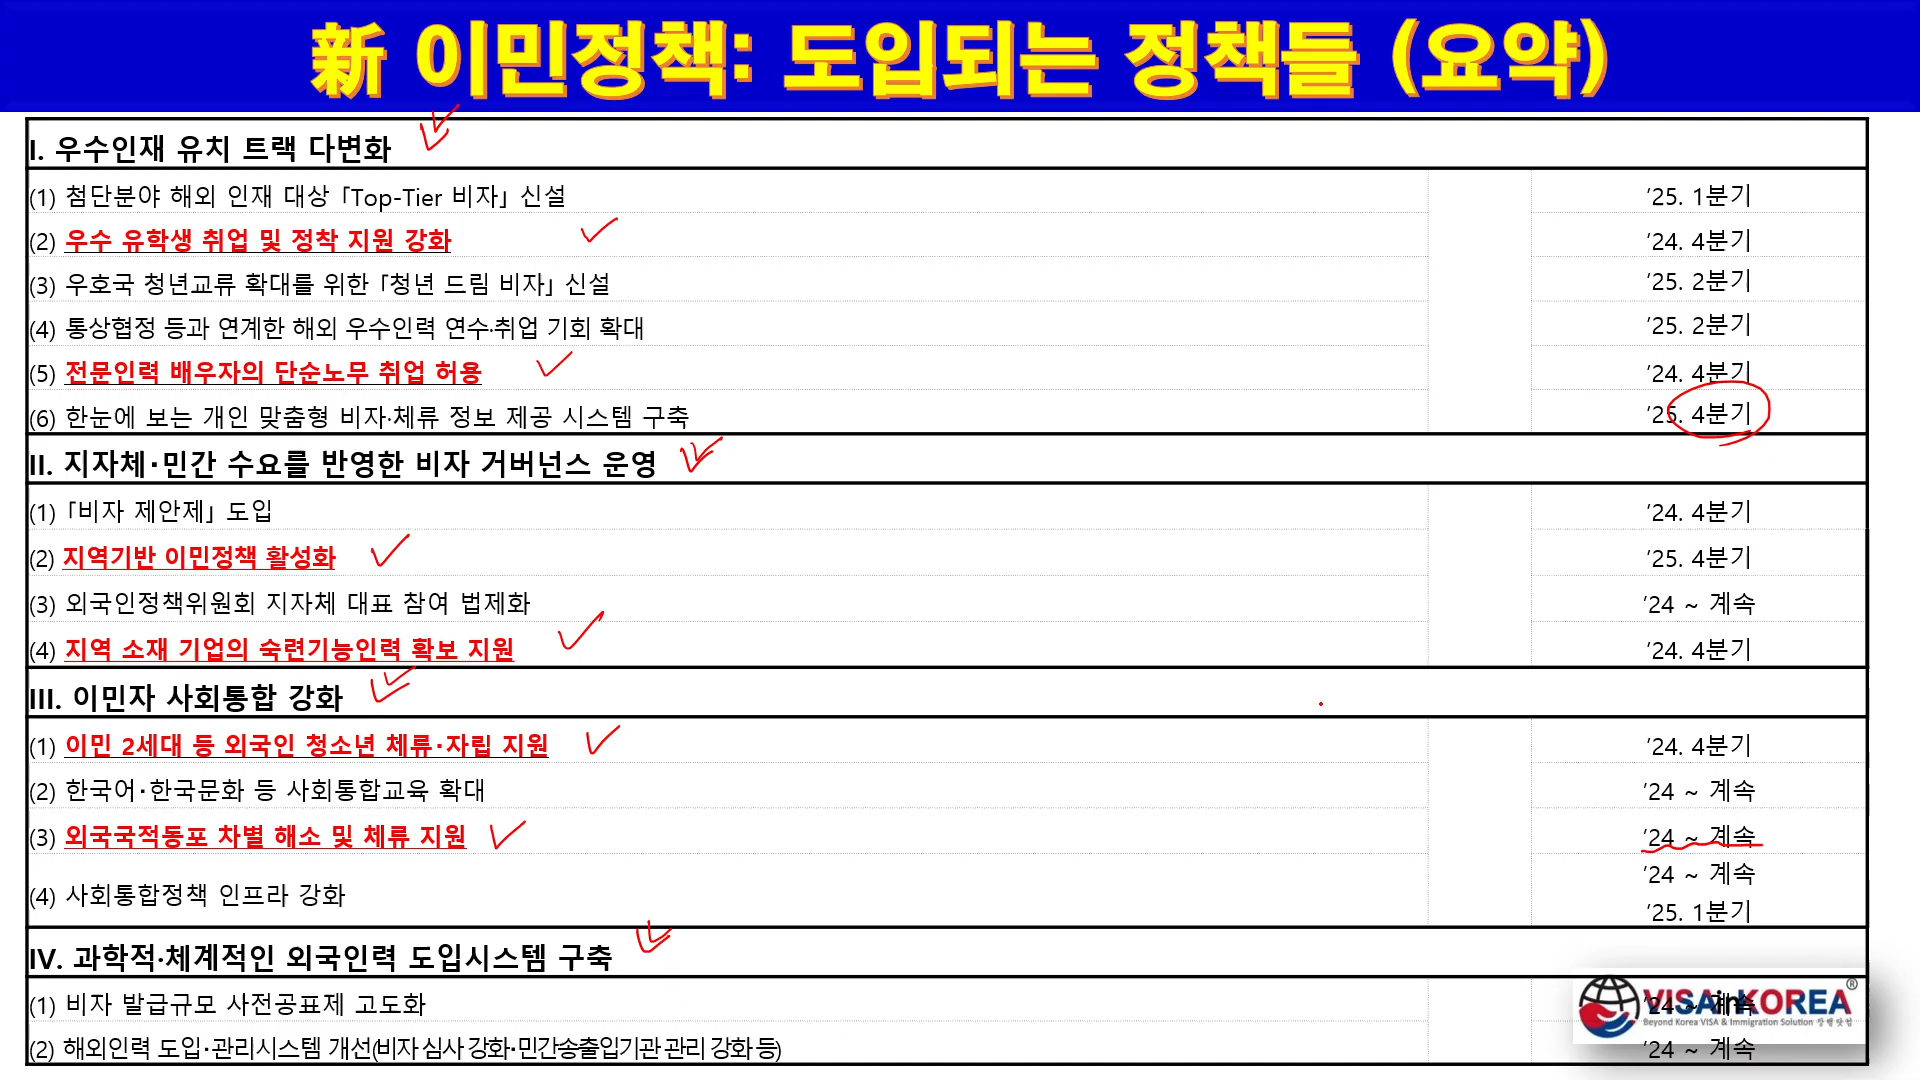 新 이민정책: 도입되는 정책들 (요약)
I. 우수인재 유치 트랙 다변화
(1) 첨단분야 해외 인재 대상 「Top-Tier 비자」 신설 ’25. 1분기
(2) 우수 유학생 취업 및 정착 지원 강화 ’24. 4분기
(3) 우호국 청년교류 확대를 위한 「청년 드림 비자」 신설 ’25. 2분기
(4) 통상협정 등과 연계한 해외 우수인력 연수·취업 기회 확대 ’25. 2분기
(5) 전문인력 배우자의 단순노무 취업 허용 ’24. 4분기
(6) 한눈에 보는 개인 맞춤형 비자·체류 정보 제공 시스템 구축 ’25. 4분기
II. 지자체·민간 수요를 반영한 비자 거버넌스 운영
(1) 「비자 제안제」 도입 ’24. 4분기
(2) 지역기반 이민정책 활성화 ’25. 4분기
(3) 외국인정책위원회 지자체 대표 참여 법제화 ’24 ~ 계속
(4) 지역 소재 기업의 숙련기능인력 확보 지원 ’24. 4분기
III. 이민자 사회통합 강화
(1) 이민 2세대 등 외국인 청소년 체류·자립 지원 ’24. 4분기
(2) 한국어·한국문화 등 사회통합교육 확대 ’24 ~ 계속
(3) 외국국적동포 차별 해소 및 체류 지원 ’24 ~ 계속
(4) 사회통합정책 인프라 강화 ’24 ~ 계속
’25. 1분기
IV. 과학적·체계적인 외국인력 도입시스템 구축
(1) 비자 발급규모 사전공표제 고도화 ’24 ~ 계속
VISAinKOREA®
Beyond Korea VISA & Immigration Solution 장병닷컴
(2) 해외인력 도입·관리시스템 개선(비자 심사 강화·민간송출입기관 관리 강화 등) ’24 ~ 계속